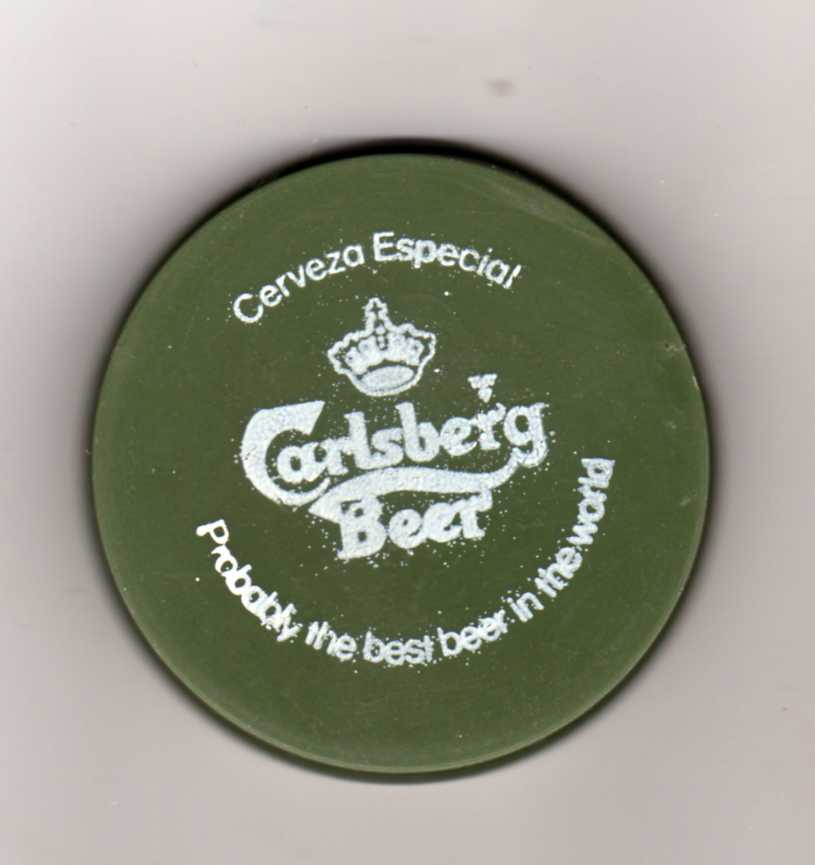 Cerveza Especial
Carlsberg
Beer
Probably the best beer in the world